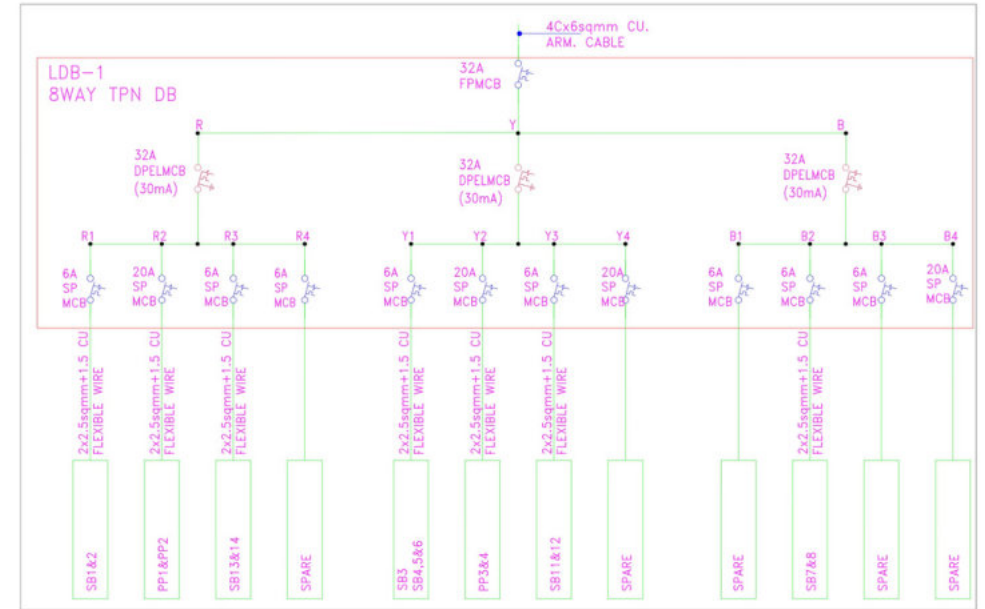 4Cx6sqmm CU.
ARM. CABLE
LDB-1
8WAY TPN DB
32A
FPMCB
R
Y
B
32A
DPELMCB
(30mA)
32A
DPELMCB
(30mA)
32A
DPELMCB
(30mA)
R1
R2
R3
R4
Y1
Y2
Y3
Y4
B1
B2
B3
B4
6A
SP
MCB
20A
SP
MCB
6A
SP
MCB
6A
SP
MCB
6A
SP
MCB
20A
SP
MCB
6A
SP
MCB
20A
SP
MCB
6A
SP
MCB
6A
SP
MCB
6A
SP
MCB
20A
SP
MCB
2x2.5sqmm+1.5 CU
FLEXIBLE WIRE
2x2.5sqmm+1.5 CU
FLEXIBLE WIRE
2x2.5sqmm+1.5 CU
FLEXIBLE WIRE
2x2.5sqmm+1.5 CU
FLEXIBLE WIRE
2x2.5sqmm+1.5 CU
FLEXIBLE WIRE
2x2.5sqmm+1.5 CU
FLEXIBLE WIRE
2x2.5sqmm+1.5 CU
FLEXIBLE WIRE
SB1&2
PP1&PP2
SB13&14
SPARE
SB3
SB4,5&6
PP3&4
SB11&12
SPARE
SPARE
SB7&8
SPARE
SPARE